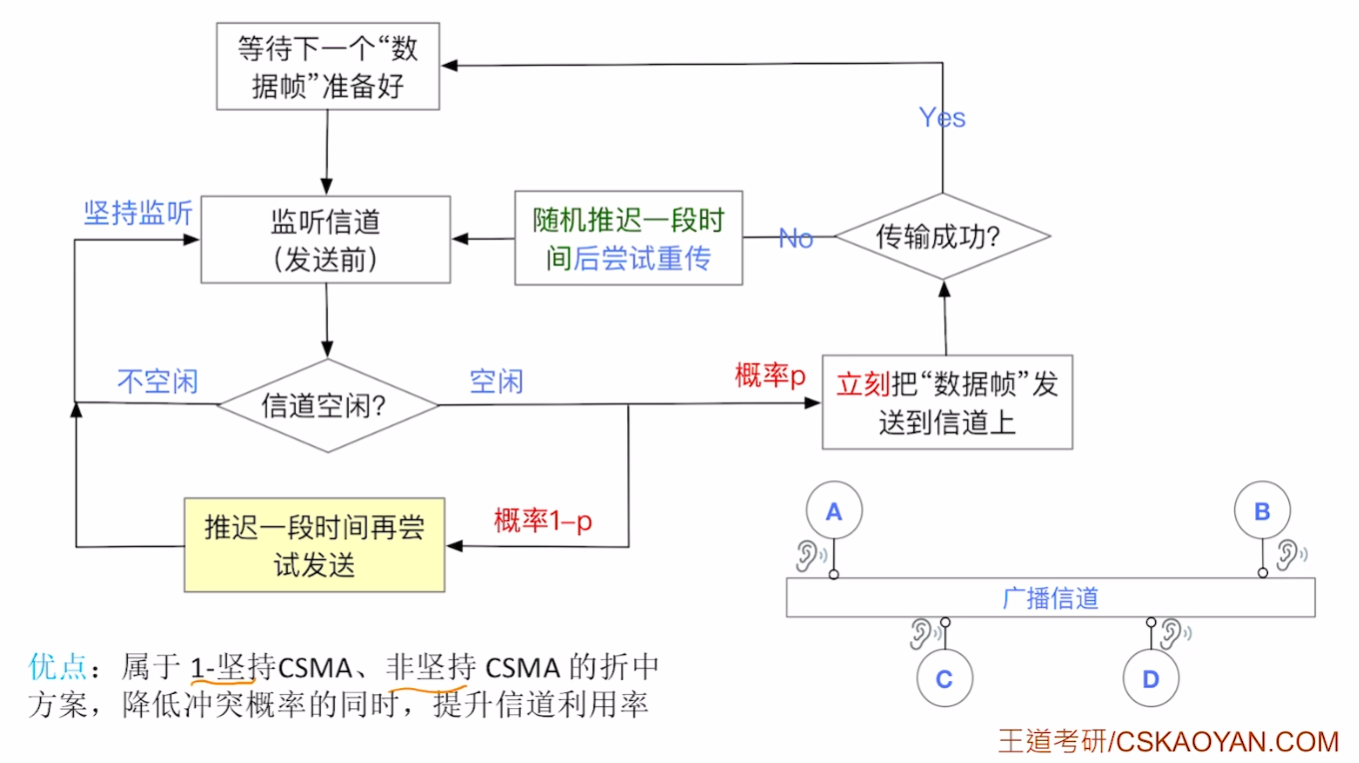 等待下一个“数
据帧”准备好
Yes
坚持监听
监听信道
（发送前）
随机推迟一段时
间后尝试重传
No
传输成功？
不空闲
信道空闲？
空闲
概率p
立刻把“数据帧”发
送到信道上
推迟一段时间再尝
试发送
概率1–p
A
B
广播信道
C
D
优点：属于 1-坚持CSMA、非坚持 CSMA 的折中
方案，降低冲突概率的同时，提升信道利用率
王道考研/CSKAOYAN.COM